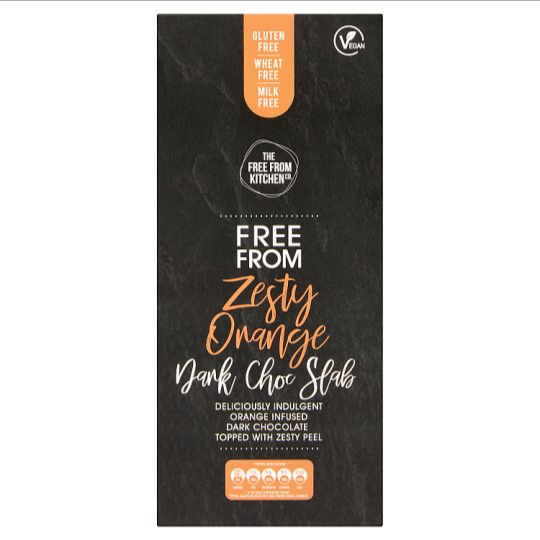 GLUTEN
FREE
WHEAT
FREE
MILK
FREE
VEGAN
THE
FREE FROM
KITCHEN CO.
FREE
FROM
Zesty
Orange
Dark Choc Slab
DELICIOUSLY INDULGENT
ORANGE INFUSED
DARK CHOCOLATE
TOPPED WITH ZESTY PEEL